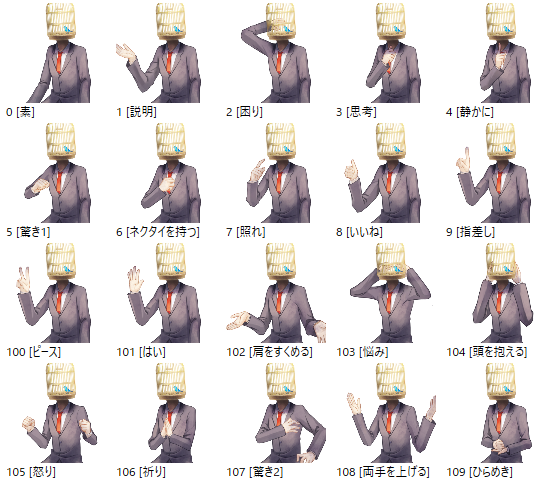 0 [素]
1 [説明]
2 [困り]
3 [思考]
4 [静かに]
5 [驚き1]
6 [ネクタイを持つ]
7 [照れ]
8 [いいね]
9 [指差し]
100 [ピース]
101 [はい]
102 [肩をすくめる]
103 [悩み]
104 [頭を抱える]
105 [怒り]
106 [祈り]
107 [驚き2]
108 [両手を上げる]
109 [ひらめき]